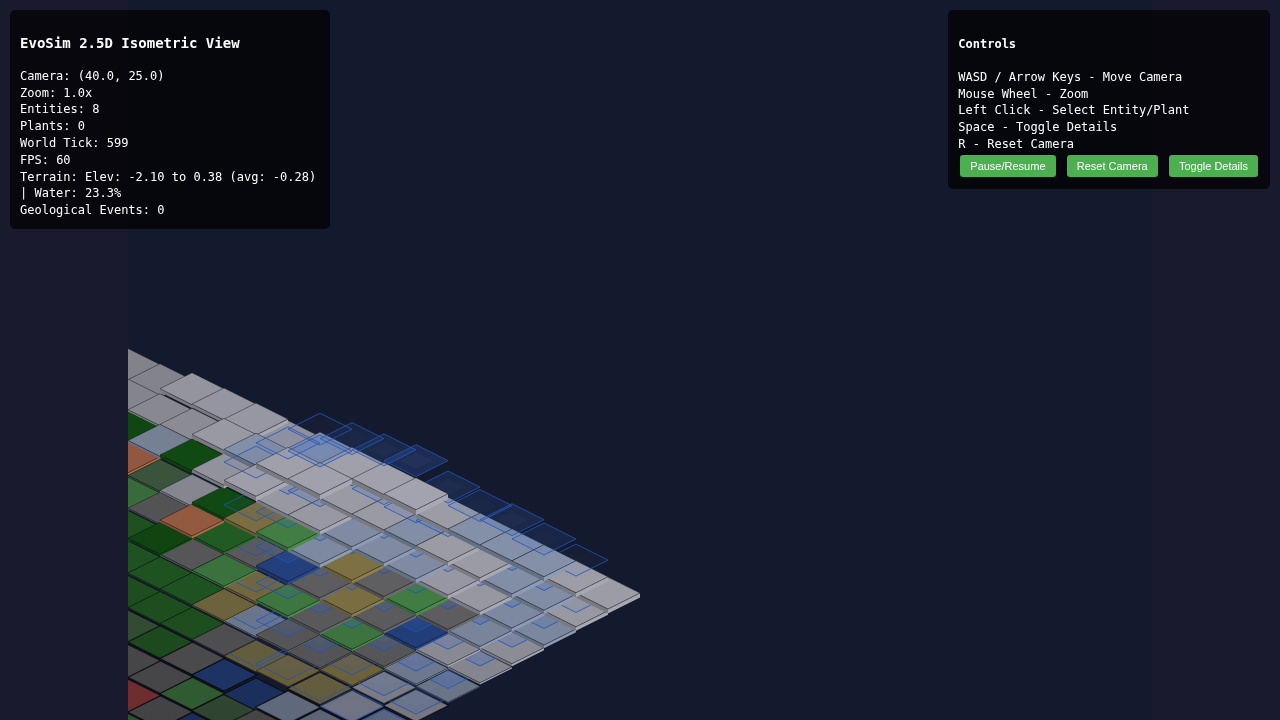 EvoSim 2.5D Isometric View
Camera: (40.0, 25.0)
Zoom: 1.0x
Entities: 8
Plants: 0
World Tick: 599
FPS: 60
Terrain: Elev: -2.10 to 0.38 (avg: -0.28)
| Water: 23.3%
Geological Events: 0
Controls
WASD / Arrow Keys - Move Camera
Mouse Wheel - Zoom
Left Click - Select Entity/Plant
Space - Toggle Details
R - Reset Camera
Pause/Resume Reset Camera Toggle Details